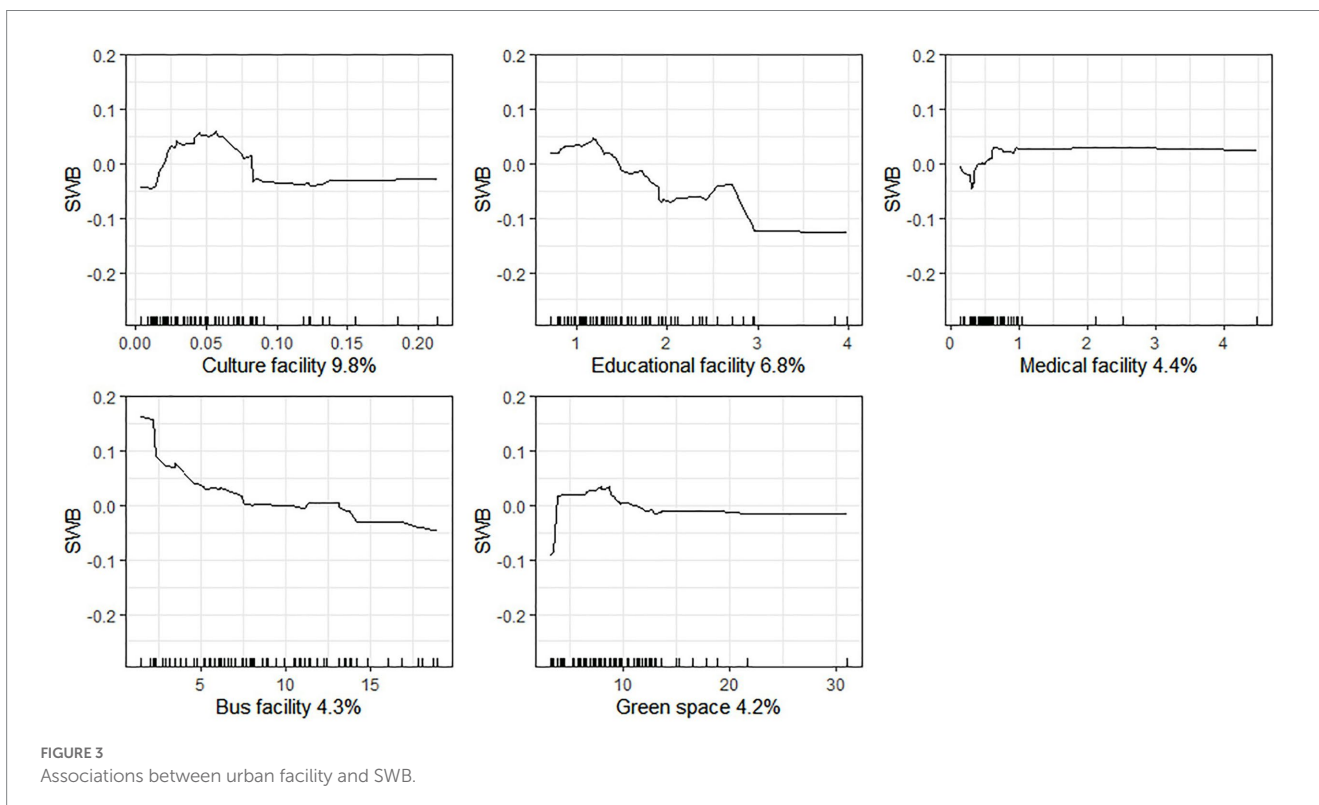 0.2
0.1
0.0
-0.1
-0.2
SWB
0.00 0.05 0.10 0.15 0.20
Culture facility 9.8%
0.2
0.1
0.0
-0.1
-0.2
SWB
1 2 3 4
Educational facility 6.8%
0.2
0.1
0.0
-0.1
-0.2
SWB
0 1 2 3 4
Medical facility 4.4%
0.2
0.1
0.0
-0.1
-0.2
SWB
5 10 15
Bus facility 4.3%
0.2
0.1
0.0
-0.1
-0.2
SWB
10 20 30
Green space 4.2%
FIGURE 3
Associations between urban facility and SWB.